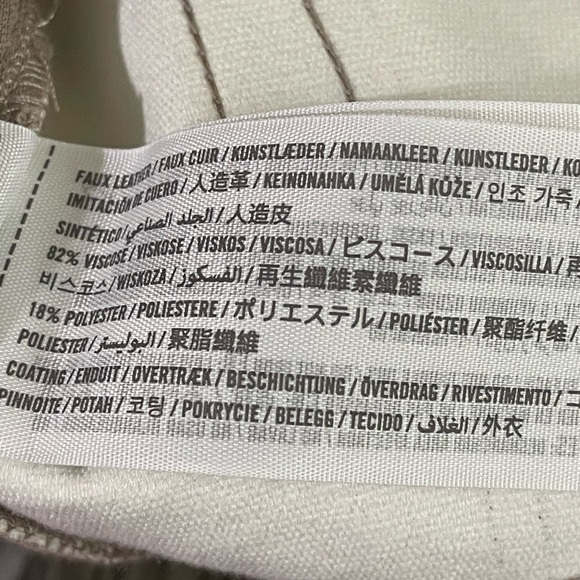 FAUX LEATHER / FAUX CUIR / KUNSTLÆDER / NAMAAKLEER / KUNSTLEDER / KO
IMITACIÓN DE CUERO / 人造革 / KEINONAHKA / UMĚLÁ KŮŽE / 인조 가죽 /
SINTÉTICO / الجلد الصناعي / 人造皮
82% VISCOSE / VISKOSE / VISKOS / VISCOSA / ビスコース / VISCOSILLA / 再
비스코스 / WISKOZA / الفسكوز / 再生纖維素纖維
18% POLYESTER / POLIESTERE / ポリエステル / POLIÉSTER / 聚酯纤维 /
POLIESTER / البوليستر / 聚脂纖維
COATING / ENDUIT / OVERTRÆK / BESCHICHTUNG / ÖVERDRAG / RIVESTIMENTO / コ
PINNOITE / POTAH / 코팅 / POKRYCIE / BELEGG / TECIDO / الغلاف / 外衣